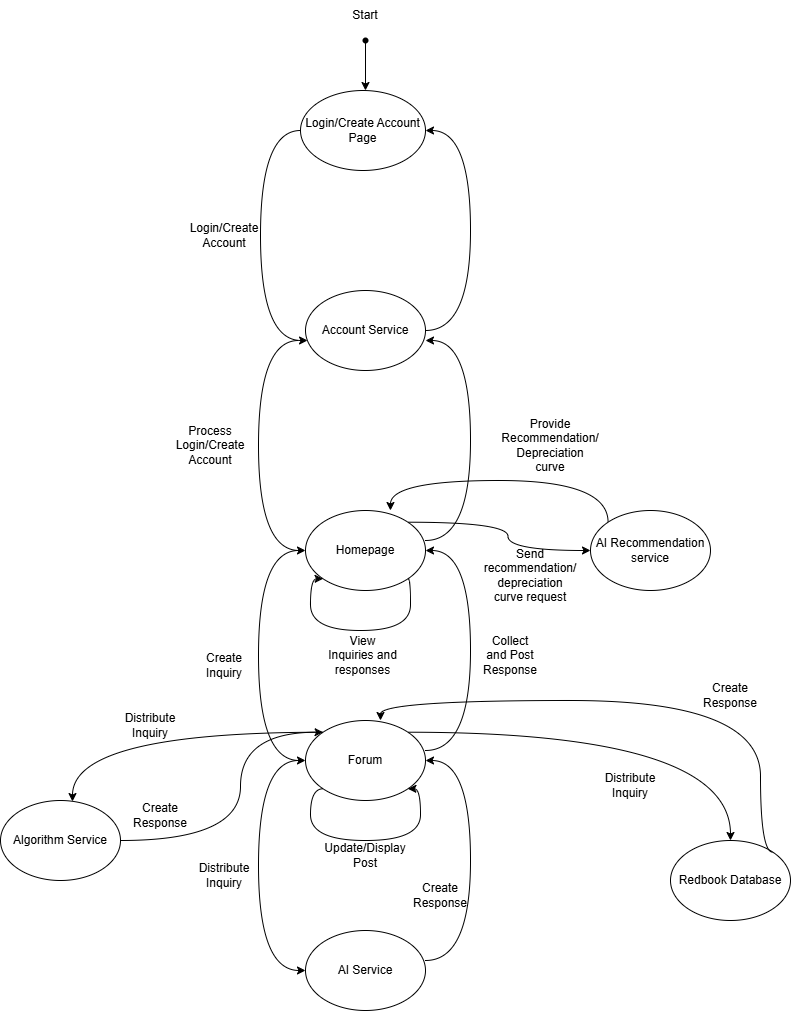 Start
Login/Create Account
Page
Login/Create
Account
Account Service
Process
Login/Create
Account
Provide
Recommendation/
Depreciation
curve
Homepage
AI Recommendation
service
Send
recommendation/
depreciation
curve request
View
Inquiries and
responses
Create
Inquiry
Collect
and Post
Response
Create
Response
Distribute
Inquiry
Forum
Distribute
Inquiry
Create
Response
Algorithm Service
Update/Display
Post
Distribute
Inquiry
Create
Response
Redbook Database
AI Service